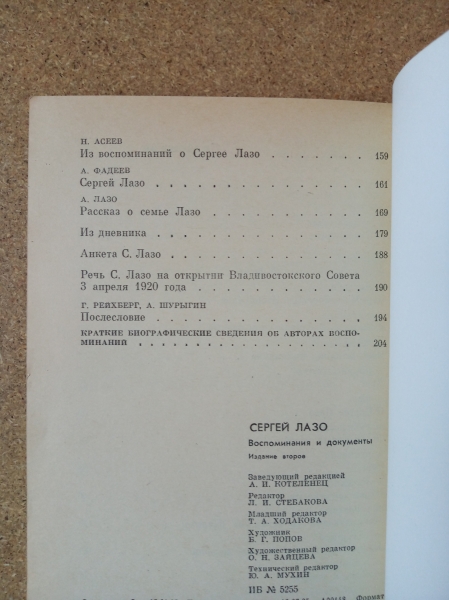 Н. АСЕЕВ
Из воспоминаний о Сергее Лазо . . . . . . . 159
А. ФАДЕЕВ
Сергей Лазо . . . . . . . . . . . . 161
А. ЛАЗО
Рассказ о семье Лазо . . . . . . . . . . 169
Из дневника . . . . . . . . . . . . 179
Анкета С. Лазо . . . . . . . . . . . 188
Речь С. Лазо на открытии Владивостокского Совета
3 апреля 1920 года . . . . . . . . . . 190
Г. РЕЙХБЕРГ, А. ШУРЫГИН
Послесловие . . . . . . . . . . . . 194
КРАТКИЕ БИОГРАФИЧЕСКИЕ СВЕДЕНИЯ ОБ АВТОРАХ ВОСПО-
МИНАНИЙ . . . . . . . . . . . . . 204
СЕРГЕЙ ЛАЗО
Воспоминания и документы
Издание второе
Заведующий редакцией
А. И. КОТЕЛЕНЕЦ
Редактор
Л. И. СТЕБАКОВА
Младший редактор
Т. А. ХОДАКОВА
Художник
Б. Г. ПОПОВ
Художественный редактор
О. Н. ЗАЙЦЕВА
Технический редактор
Ю. А. МУХИН
ИБ № 5255
Формат